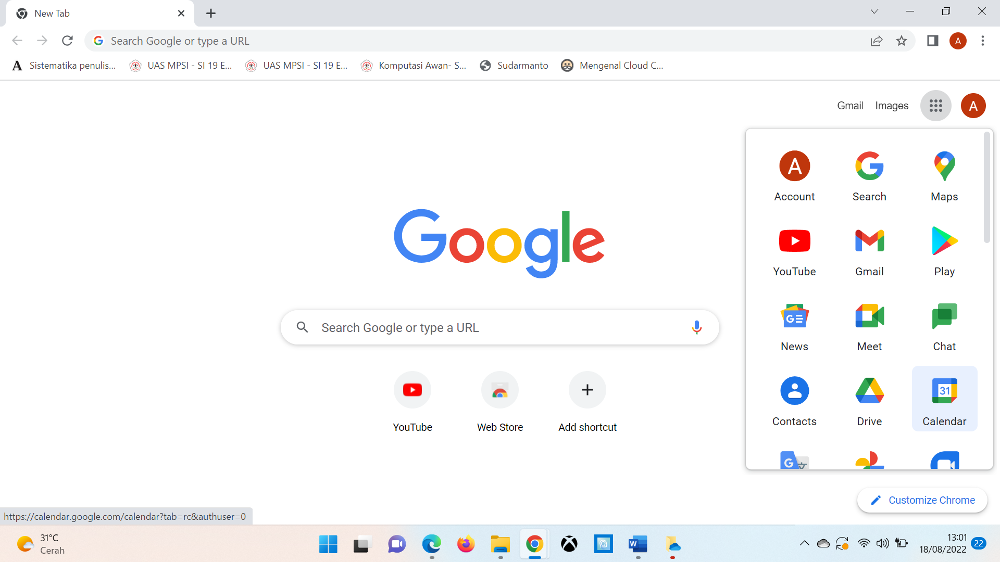 New Tab
Search Google or type a URL
A
Sistematika penulis...
UAS MPSI - SI 19 E...
UAS MPSI - SI 19 E...
Komputasi Awan- S...
Sudarmanto
Mengenal Cloud C...
Gmail
Images
A
Google
Search Google or type a URL
YouTube
Web Store
Add shortcut
A
Account
Search
Maps
YouTube
Gmail
Play
News
Meet
Chat
Contacts
Drive
31
Calendar
Customize Chrome
https://calendar.google.com/calendar?tab=rc&authuser=0
31°C
Cerah
13:01
18/08/2022
22